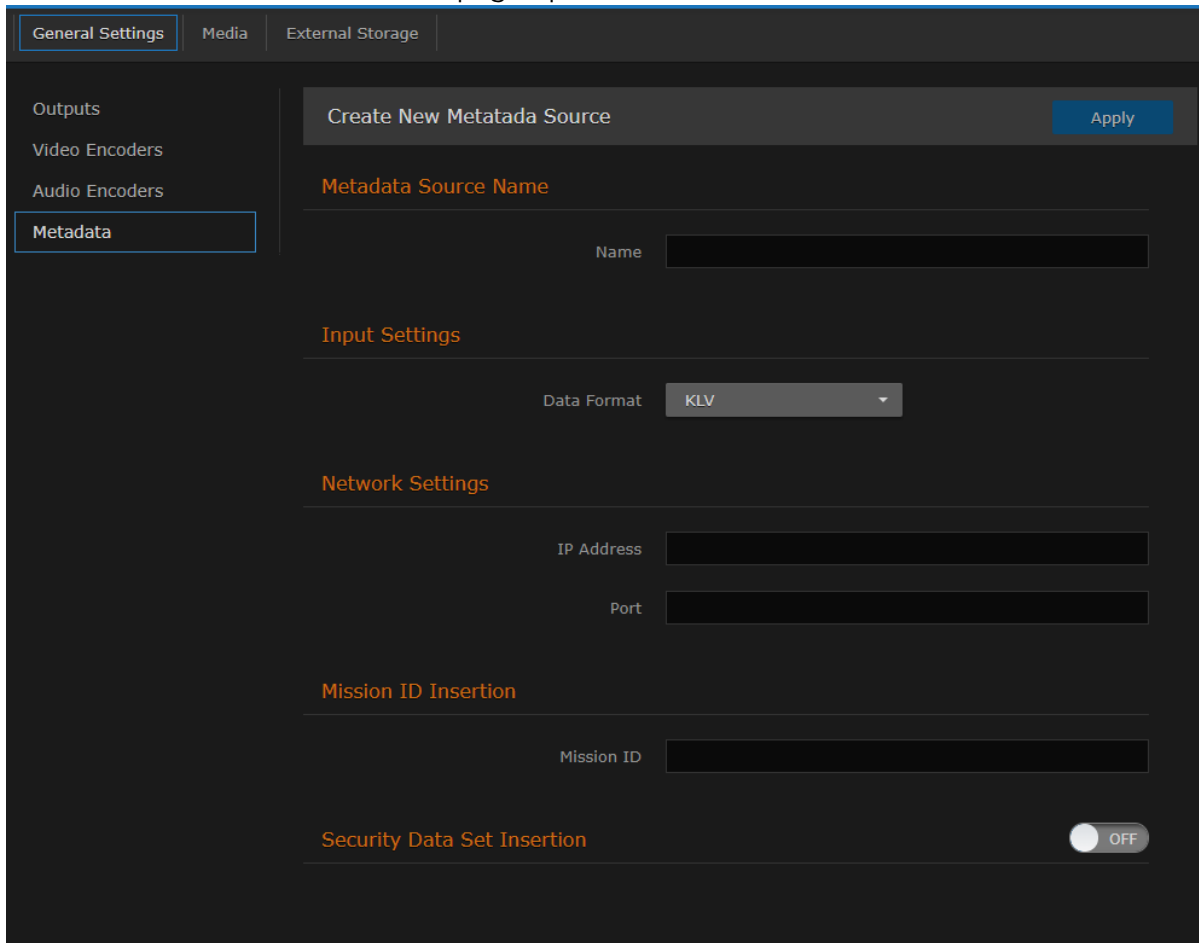 General Settings Media External Storage
Outputs
Video Encoders
Audio Encoders
Metadata
Create New Metatada Source Apply
Metadata Source Name
Name
Input Settings
Data Format KLV
Network Settings
IP Address
Port
Mission ID Insertion
Mission ID
Security Data Set Insertion OFF